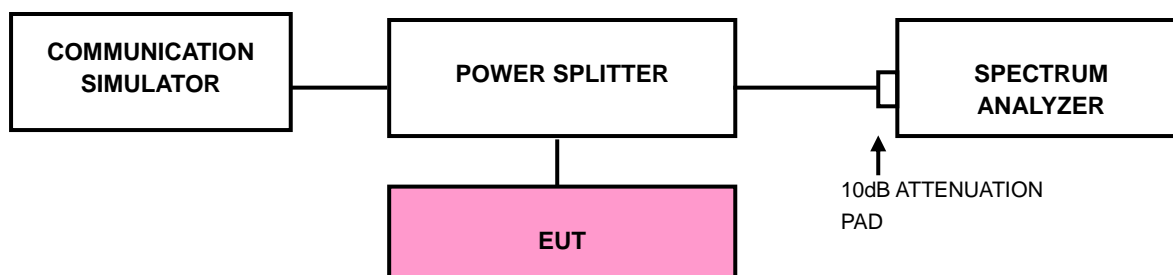 COMMUNICATION
SIMULATOR
POWER SPLITTER
SPECTRUM
ANALYZER
10dB ATTENUATION
PAD
EUT